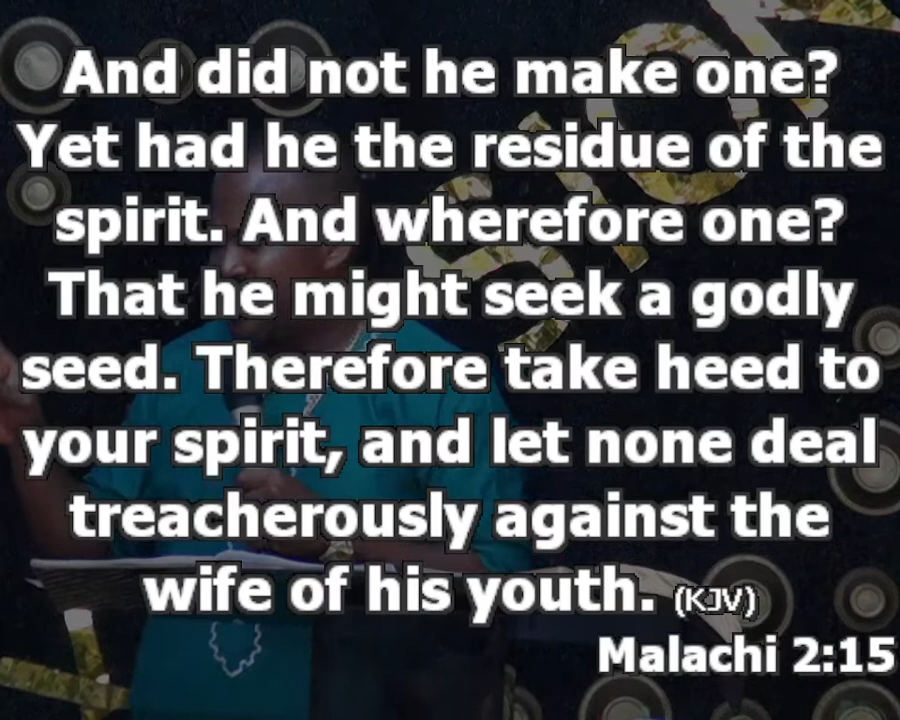 And did not he make one?
Yet had he the residue of the
spirit. And wherefore one?
That he might seek a godly
seed. Therefore take heed to
your spirit, and let none deal
treacherously against the
wife of his youth. (KJV)
Malachi 2:15